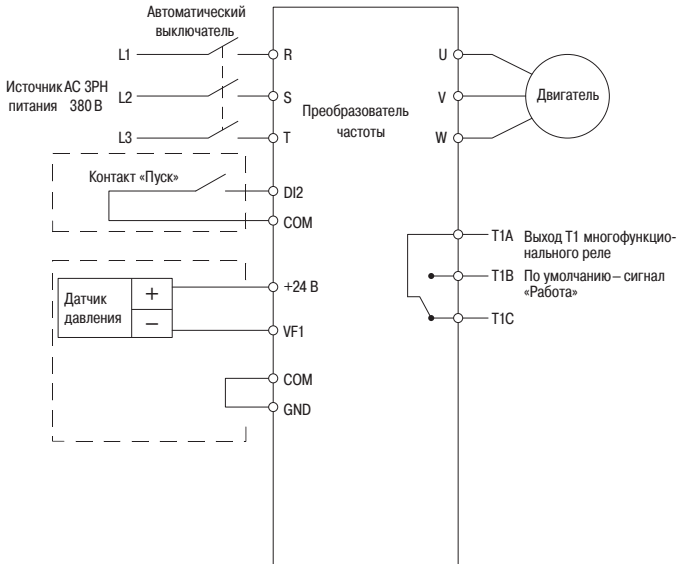 Автоматический
выключатель
L1
R
U
Источник АС 3PH
питания 380 В
L2
S
V
Преобразователь
частоты
Двигатель
L3
T
W
Контакт «Пуск»
DI2
COM
T1A
Выход T1 многофункцио-
нального реле
T1B
По умолчанию – сигнал
«Работа»
T1C
Датчик
давления
+
–
+24 В
VF1
COM
GND